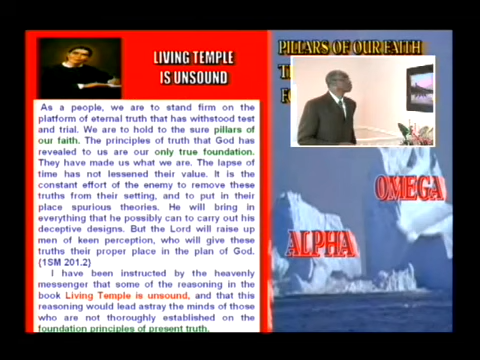 LIVING TEMPLE
IS UNSOUND
As a people, we are to stand firm on the
platform of eternal truth that has withstood test
and trial. We are to hold to the sure pillars of
our faith. The principles of truth that God has
revealed to us are our only true foundation.
They have made us what we are. The lapse of
time has not lessened their value. It is the
constant effort of the enemy to remove these
truths from their setting, and to put in their
place spurious theories. He will bring in
everything that he possibly can to carry out his
deceptive designs. But the Lord will raise up
men of keen perception, who will give these
truths their proper place in the plan of God.
{1SM 201.2}
I have been instructed by the heavenly
messenger that some of the reasoning in the
book Living Temple is unsound, and that this
reasoning would lead astray the minds of those
who are not thoroughly established on the
foundation principles of present truth.
PILLARS OF OUR FAITH
OMEGA
ALPHA